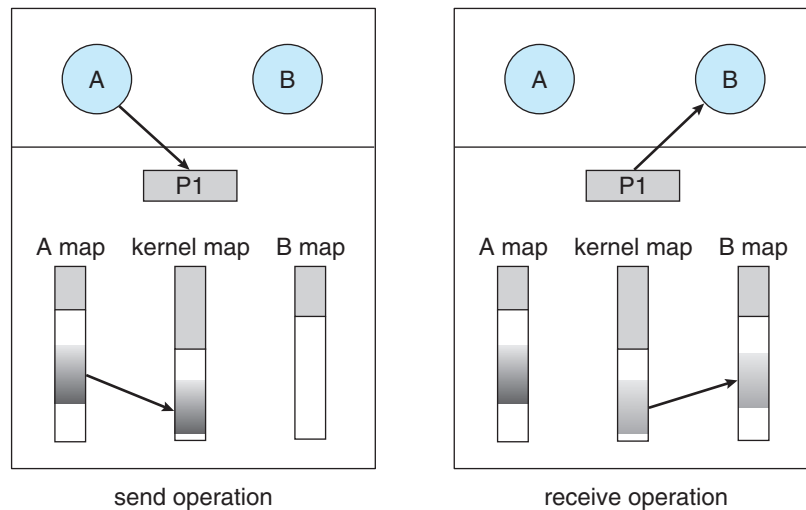 A
B
P1
A map
kernel map
B map
send operation
A
B
P1
A map
kernel map
B map
receive operation